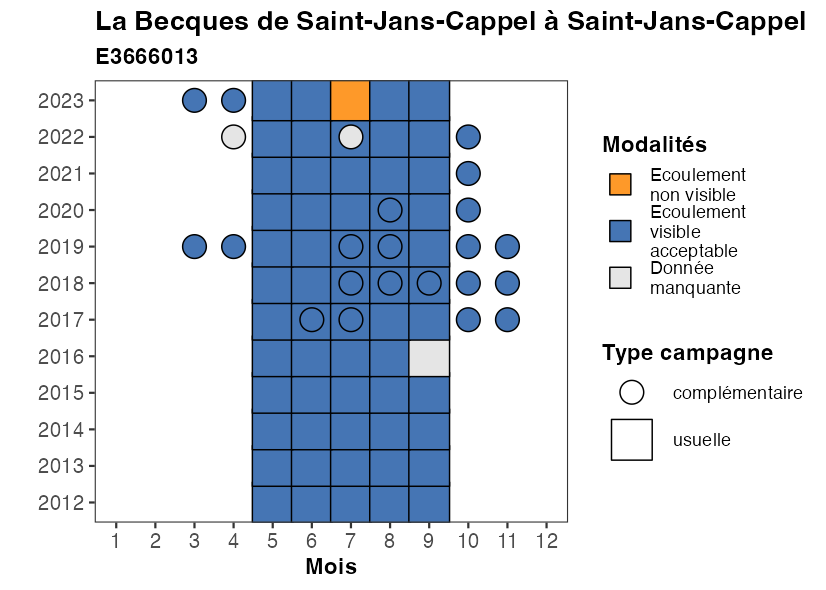 La Becques de Saint-Jans-Cappel à Saint-Jans-Cappel
E3666013
2023
2022
2021
2020
2019
2018
2017
2016
2015
2014
2013
2012
1 2 3 4 5 6 7 8 9 10 11 12
Mois
Modalités
Ecoulement
non visible
Ecoulement
visible
acceptable
Donnée
manquante
Type campagne
complémentaire
usuelle